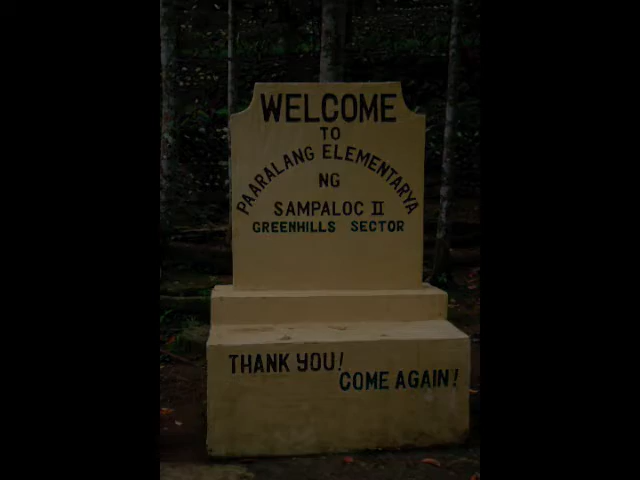 WELCOME
TO
PAARALANG ELEMENTARYA
NG
SAMPALOC II
GREENHILLS SECTOR
THANK YOU!
COME AGAIN!